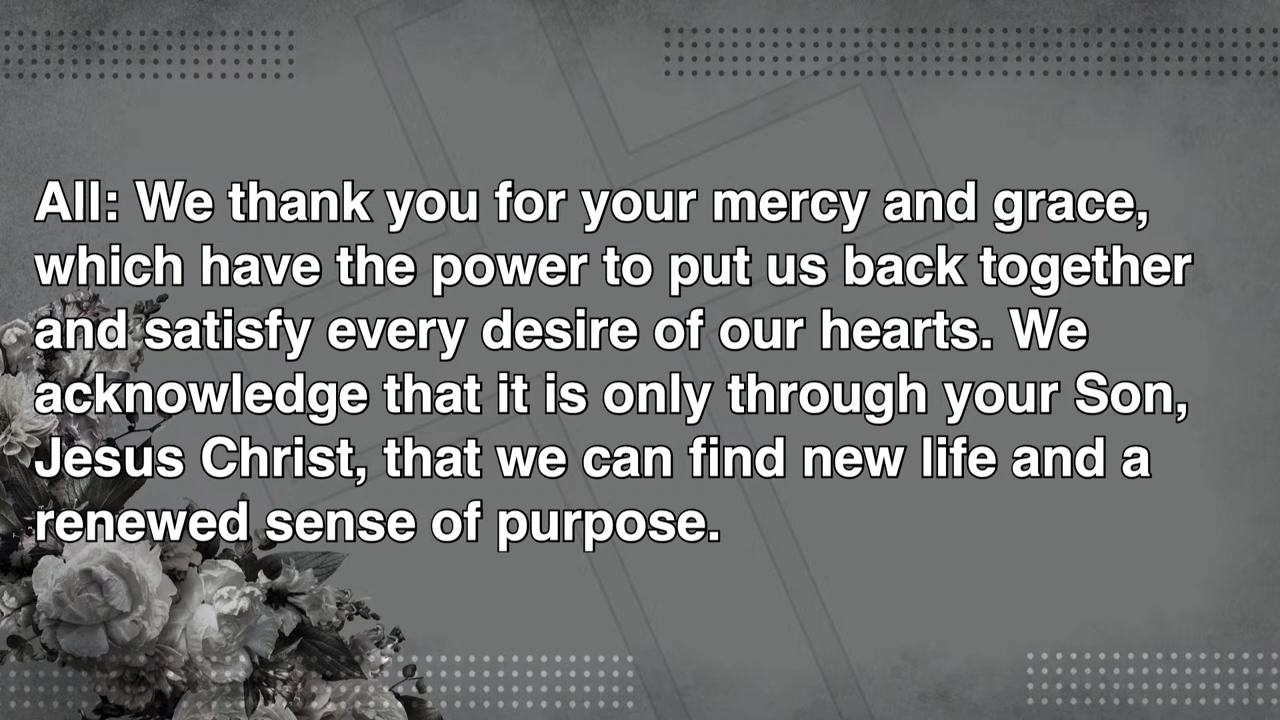 All: We thank you for your mercy and grace,
which have the power to put us back together
and satisfy every desire of our hearts. We
acknowledge that it is only through your Son,
Jesus Christ, that we can find new life and a
renewed sense of purpose.